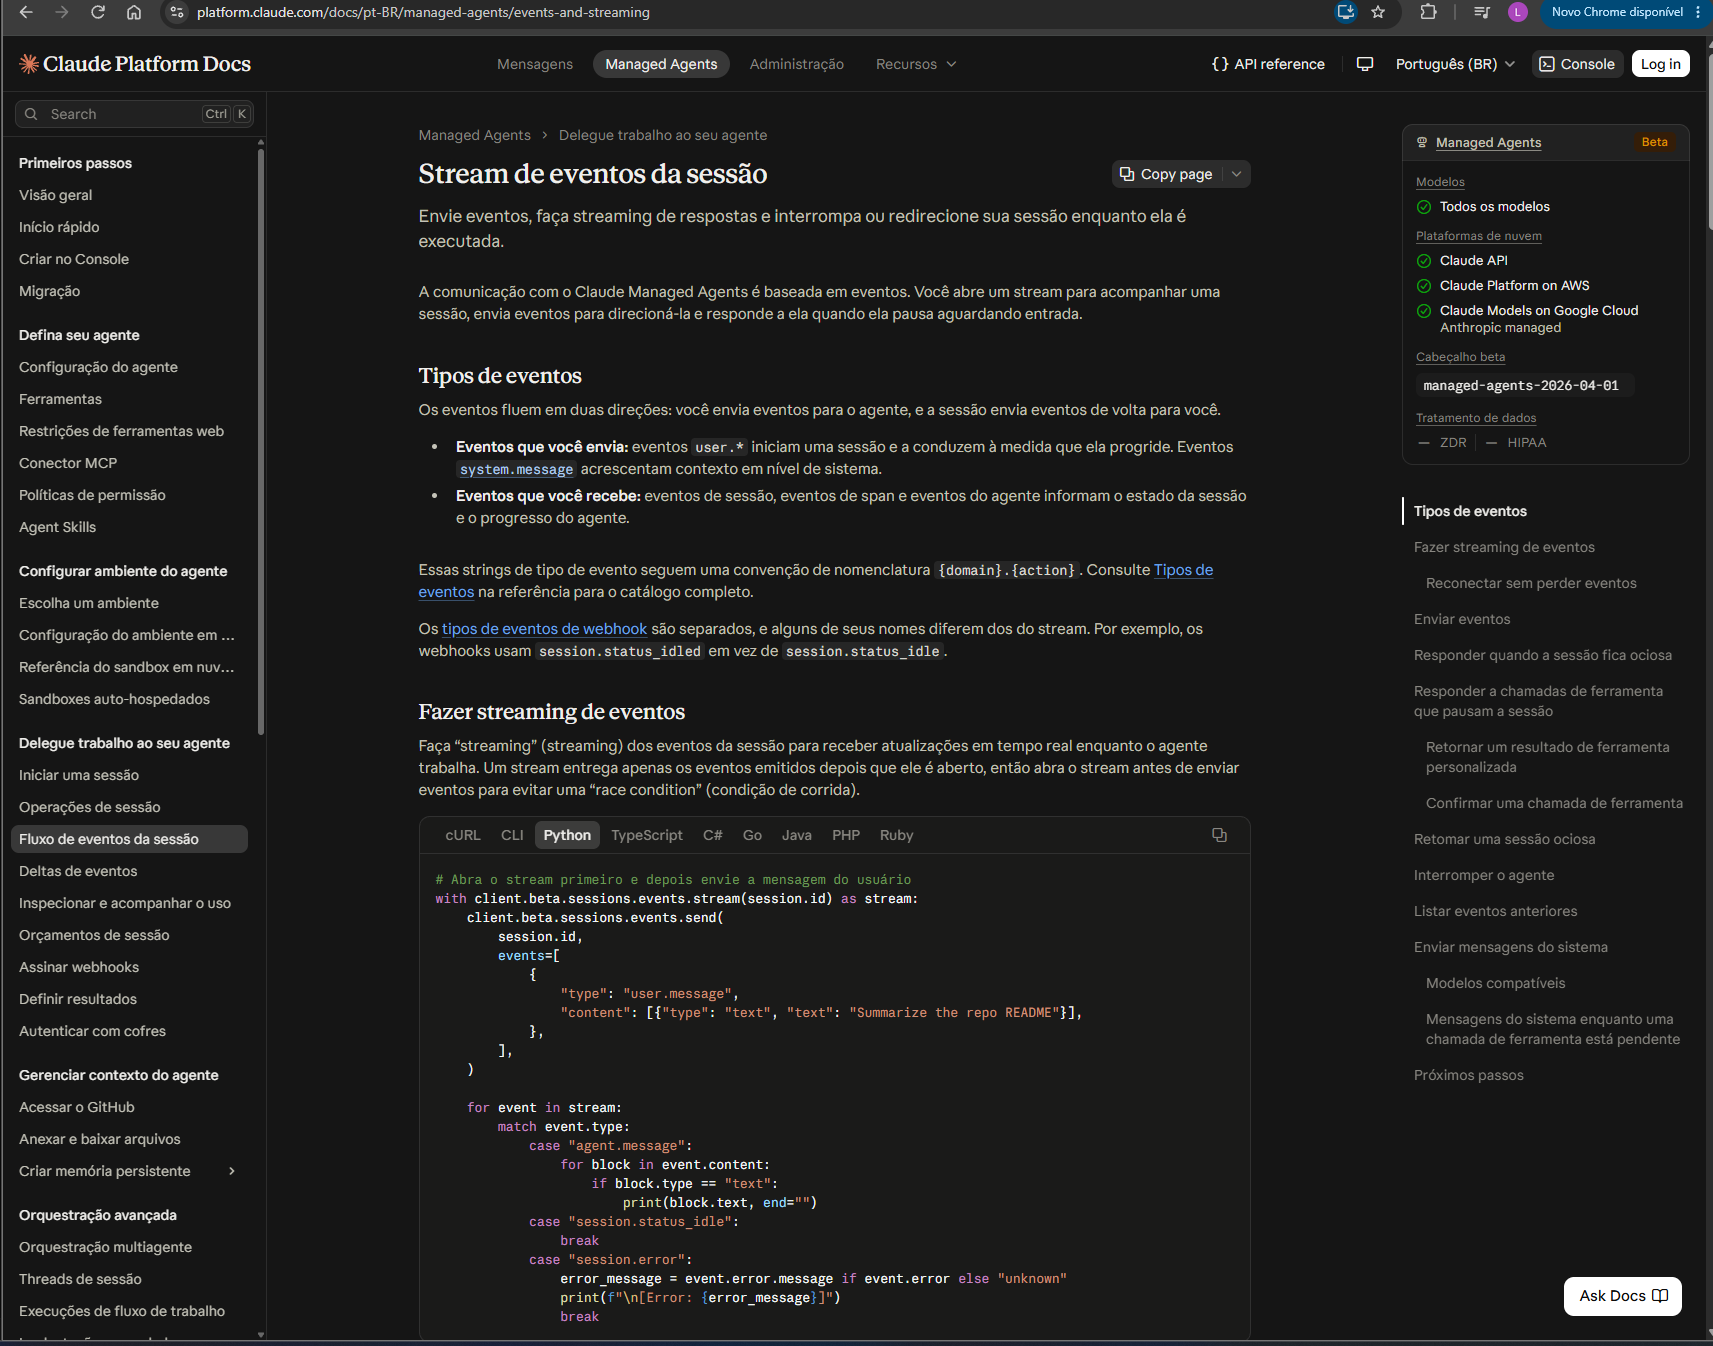 platform.claude.com/docs/pt-BR/managed-agents/events-and-streaming
L
Novo Chrome disponível
Claude Platform Docs
Mensagens
Managed Agents
Administração
Recursos
{} API reference
Português (BR)
Console
Log in
Search
Ctrl K
Primeiros passos
Visão geral
Início rápido
Criar no Console
Migração
Defina seu agente
Configuração do agente
Ferramentas
Restrições de ferramentas web
Conector MCP
Políticas de permissão
Agent Skills
Configurar ambiente do agente
Escolha um ambiente
Configuração do ambiente em ...
Referência do sandbox em nuv...
Sandboxes auto-hospedados
Delegue trabalho ao seu agente
Iniciar uma sessão
Operações de sessão
Fluxo de eventos da sessão
Deltas de eventos
Inspecionar e acompanhar o uso
Orçamentos de sessão
Assinar webhooks
Definir resultados
Autenticar com cofres
Gerenciar contexto do agente
Acessar o GitHub
Anexar e baixar arquivos
Criar memória persistente
Orquestração avançada
Orquestração multiagente
Threads de sessão
Execuções de fluxo de trabalho
Managed Agents > Delegue trabalho ao seu agente
Stream de eventos da sessão
Copy page
Envie eventos, faça streaming de respostas e interrompa ou redirecione sua sessão enquanto ela é
executada.
A comunicação com o Claude Managed Agents é baseada em eventos. Você abre um stream para acompanhar uma
sessão, envia eventos para direcioná-la e responde a ela quando ela pausa aguardando entrada.
Tipos de eventos
Os eventos fluem em duas direções: você envia eventos para o agente, e a sessão envia eventos de volta para você.
• Eventos que você envia: eventos user.* iniciam uma sessão e a conduzem à medida que ela progride. Eventos
system.message acrescentam contexto em nível de sistema.
• Eventos que você recebe: eventos de sessão, eventos de span e eventos do agente informam o estado da sessão
e o progresso do agente.
Essas strings de tipo de evento seguem uma convenção de nomenclatura {domain}.{action}. Consulte Tipos de
eventos na referência para o catálogo completo.
Os tipos de eventos de webhook são separados, e alguns de seus nomes diferem dos do stream. Por exemplo, os
webhooks usam session.status_idled em vez de session.status_idle.
Fazer streaming de eventos
Faça “streaming” (streaming) dos eventos da sessão para receber atualizações em tempo real enquanto o agente
trabalha. Um stream entrega apenas os eventos emitidos depois que ele é aberto, então abra o stream antes de enviar
eventos para evitar uma “race condition” (condição de corrida).
cURL CLI Python TypeScript C# Go Java PHP Ruby
# Abra o stream primeiro e depois envie a mensagem do usuário
with client.beta.sessions.events.stream(session.id) as stream:
    client.beta.sessions.events.send(
        session.id,
        events=[
            {
                "type": "user.message",
                "content": [{"type": "text", "text": "Summarize the repo README"}],
            },
        ],
    )
    for event in stream:
        match event.type:
            case "agent.message":
                for block in event.content:
                    if block.type == "text":
                        print(block.text, end="")
            case "session.status_idle":
                break
            case "session.error":
                error_message = event.error.message if event.error else "unknown"
                print(f"\n[Error: {error_message}]")
                break
Managed Agents
Beta
Modelos
Todos os modelos
Plataformas de nuvem
Claude API
Claude Platform on AWS
Claude Models on Google Cloud
Anthropic managed
Cabeçalho beta
managed-agents-2026-04-01
Tratamento de dados
— ZDR — HIPAA
Tipos de eventos
Fazer streaming de eventos
Reconectar sem perder eventos
Enviar eventos
Responder quando a sessão fica ociosa
Responder a chamadas de ferramenta
que pausam a sessão
Retornar um resultado de ferramenta
personalizada
Confirmar uma chamada de ferramenta
Retomar uma sessão ociosa
Interromper o agente
Listar eventos anteriores
Enviar mensagens do sistema
Modelos compatíveis
Mensagens do sistema enquanto uma
chamada de ferramenta está pendente
Próximos passos
Ask Docs